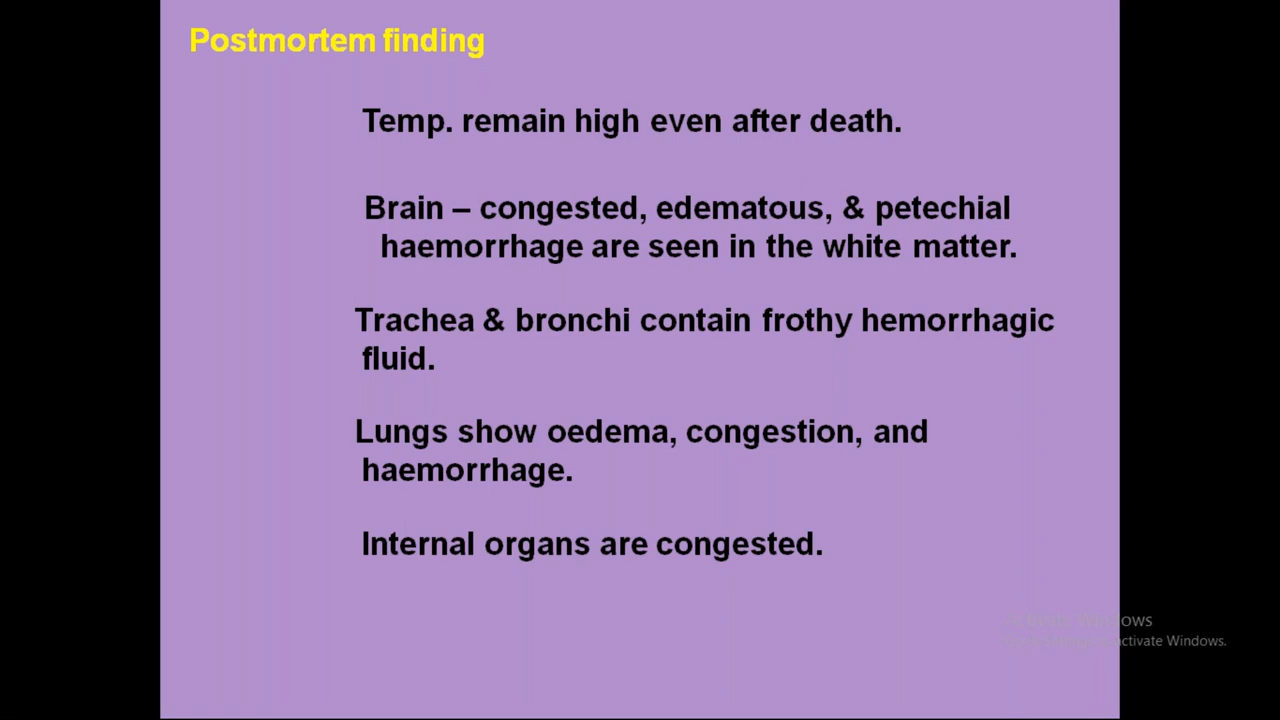 Postmortem finding
Temp. remain high even after death.
Brain – congested, edematous, & petechial
haemorrhage are seen in the white matter.
Trachea & bronchi contain frothy hemorrhagic
fluid.
Lungs show oedema, congestion, and
haemorrhage.
Internal organs are congested.
Windows
activate Windows.